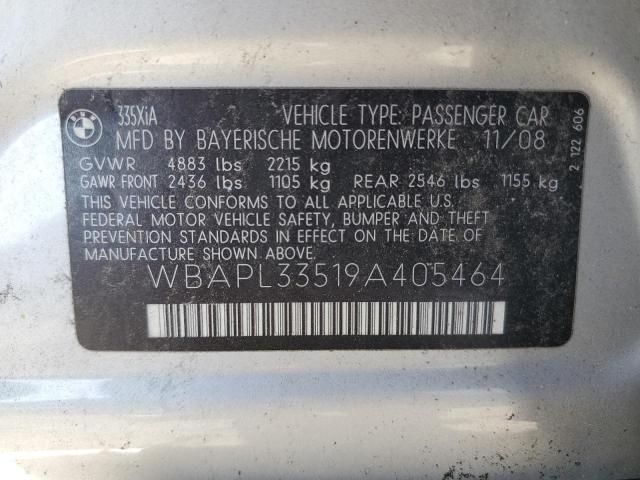 BMW
335XiA VEHICLE TYPE: PASSENGER CAR
MFD BY BAYERISCHE MOTORENWERKE 11/08
GVWR 4883 lbs 2215 kg
GAWR FRONT 2436 lbs 1105 kg REAR 2546 lbs 1155 kg
THIS VEHICLE CONFORMS TO ALL APPLICABLE U.S.
FEDERAL MOTOR VEHICLE SAFETY, BUMPER AND THEFT
PREVENTION STANDARDS IN EFFECT ON THE DATE OF
MANUFACTURE SHOWN ABOVE.
WBAPL33519A405464
2 122 606